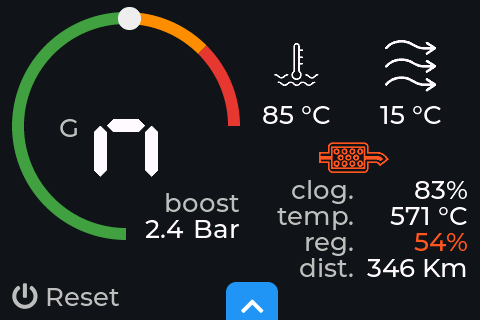 G n
85 °C
15 °C
boost
2.4 Bar
clog. 83%
temp. 571 °C
reg. 54%
dist. 346 Km
Reset